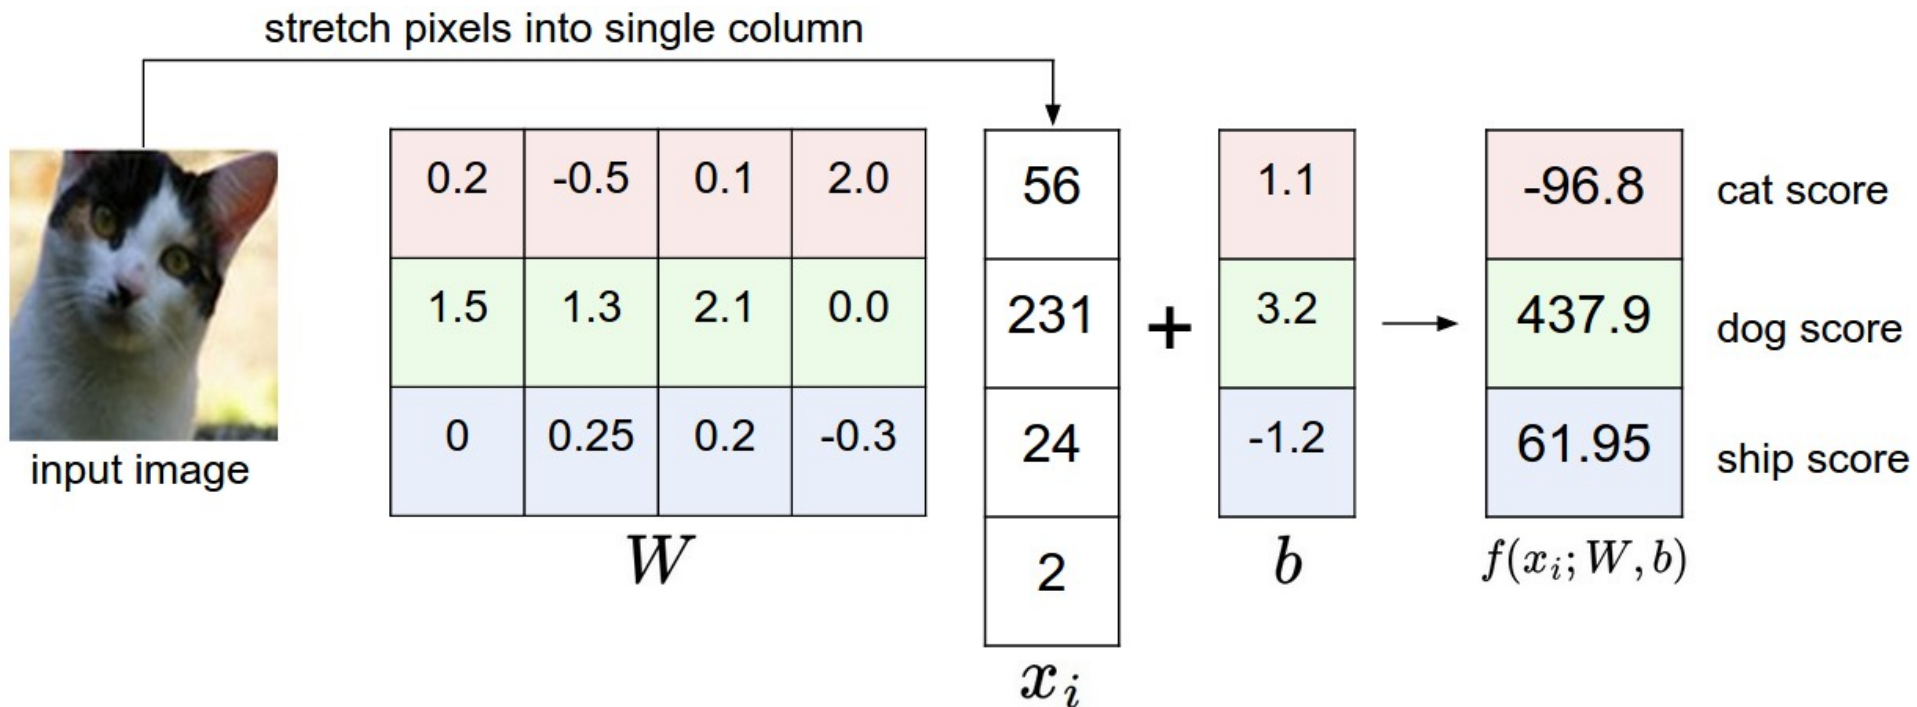 stretch pixels into single column
0.2 -0.5 0.1 2.0 56 1.1 -96.8 cat score
1.5 1.3 2.1 0.0 231 + 3.2 437.9 dog score
0 0.25 0.2 -0.3 24 -1.2 61.95 ship score
input image
W 2 b f(x_i; W, b)
x_i